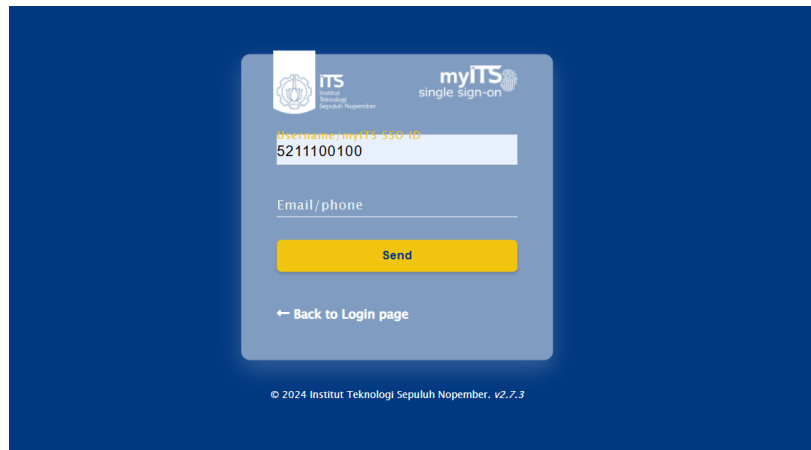 iTS
Institut
Teknologi
Sepuluh Nopember
myITS
single sign-on
Username/myITS SSO ID
5211100100
Email/phone
Send
← Back to Login page
© 2024 Institut Teknologi Sepuluh Nopember. v2.7.3